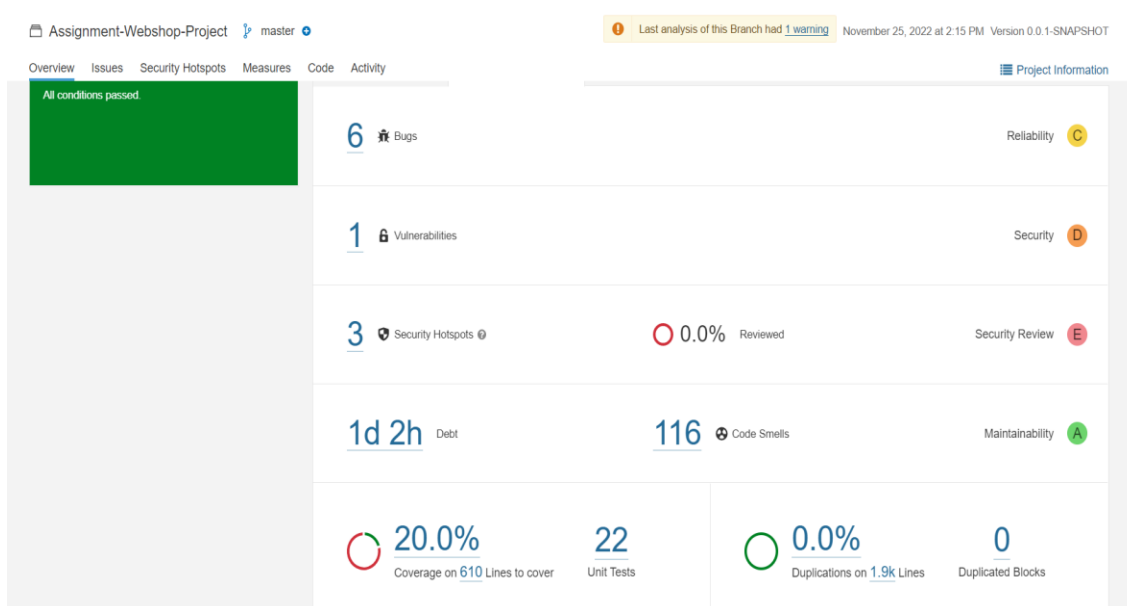 Assignment-Webshop-Project master
Last analysis of this Branch had 1 warning November 25, 2022 at 2:15 PM Version 0.0.1-SNAPSHOT
Overview Issues Security Hotspots Measures Code Activity
Project Information
All conditions passed.
6 Bugs Reliability C
1 Vulnerabilities Security D
3 Security Hotspots 0.0% Reviewed Security Review E
1d 2h Debt 116 Code Smells Maintainability A
20.0% 22 0.0% 0
Coverage on 610 Lines to cover Unit Tests Duplications on 1.9k Lines Duplicated Blocks